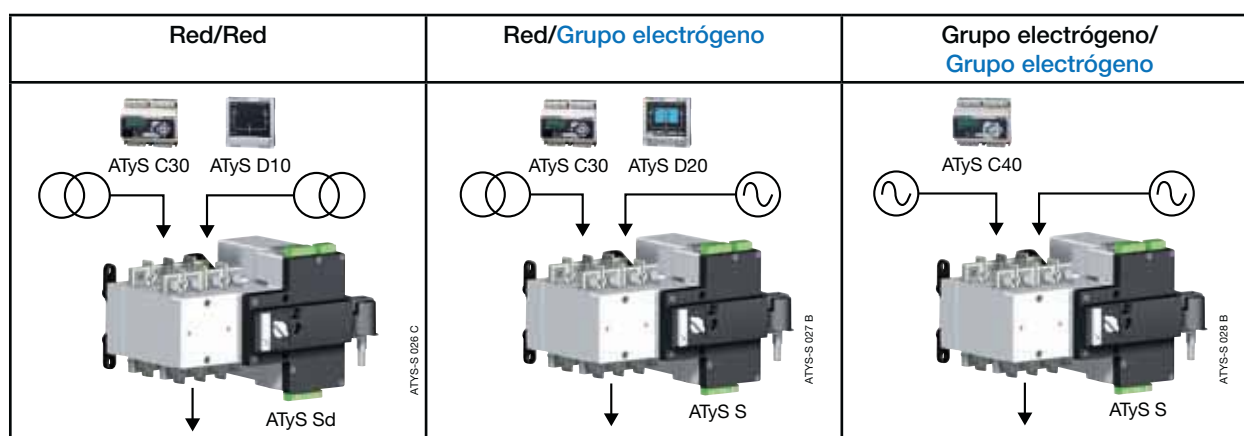 Red/Red
Red/Grupo electrógeno
Grupo electrógeno/
Grupo electrógeno
ATyS C30
ATyS D10
ATyS C30
ATyS D20
ATyS C40
ATYS-S 026 C
ATYS-S 027 B
ATYS-S 028 B
ATyS Sd
ATyS S
ATyS S